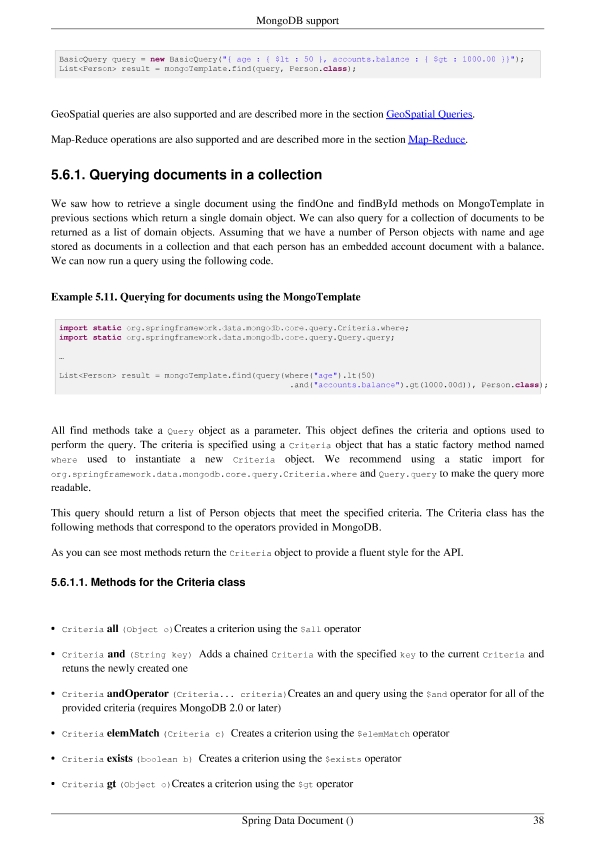 MongoDB support
BasicQuery query = new BasicQuery("{ age : { $lt : 50 }, accounts.balance : { $gt : 1000.00 }}");
List<Person> result = mongoTemplate.find(query, Person.class);
GeoSpatial queries are also supported and are described more in the section GeoSpatial Queries.
Map-Reduce operations are also supported and are described more in the section Map-Reduce.
5.6.1. Querying documents in a collection
We saw how to retrieve a single document using the findOne and findById methods on MongoTemplate in
previous sections which return a single domain object. We can also query for a collection of documents to be
returned as a list of domain objects. Assuming that we have a number of Person objects with name and age
stored as documents in a collection and that each person has an embedded account document with a balance.
We can now run a query using the following code.
Example 5.11. Querying for documents using the MongoTemplate
import static org.springframework.data.mongodb.core.query.Criteria.where;
import static org.springframework.data.mongodb.core.query.Query.query;
…
List<Person> result = mongoTemplate.find(query(where("age").lt(50)
.and("accounts.balance").gt(1000.00d)), Person.class);
All find methods take a Query object as a parameter. This object defines the criteria and options used to
perform the query. The criteria is specified using a Criteria object that has a static factory method named
where used to instantiate a new Criteria object. We recommend using a static import for
org.springframework.data.mongodb.core.query.Criteria.where and Query.query to make the query more
readable.
This query should return a list of Person objects that meet the specified criteria. The Criteria class has the
following methods that correspond to the operators provided in MongoDB.
As you can see most methods return the Criteria object to provide a fluent style for the API.
5.6.1.1. Methods for the Criteria class
• Criteria all (Object o)Creates a criterion using the $all operator
• Criteria and (String key) Adds a chained Criteria with the specified key to the current Criteria and
retuns the newly created one
• Criteria andOperator (Criteria... criteria)Creates an and query using the $and operator for all of the
provided criteria (requires MongoDB 2.0 or later)
• Criteria elemMatch (Criteria c) Creates a criterion using the $elemMatch operator
• Criteria exists (boolean b) Creates a criterion using the $exists operator
• Criteria gt (Object o)Creates a criterion using the $gt operator
Spring Data Document () 38